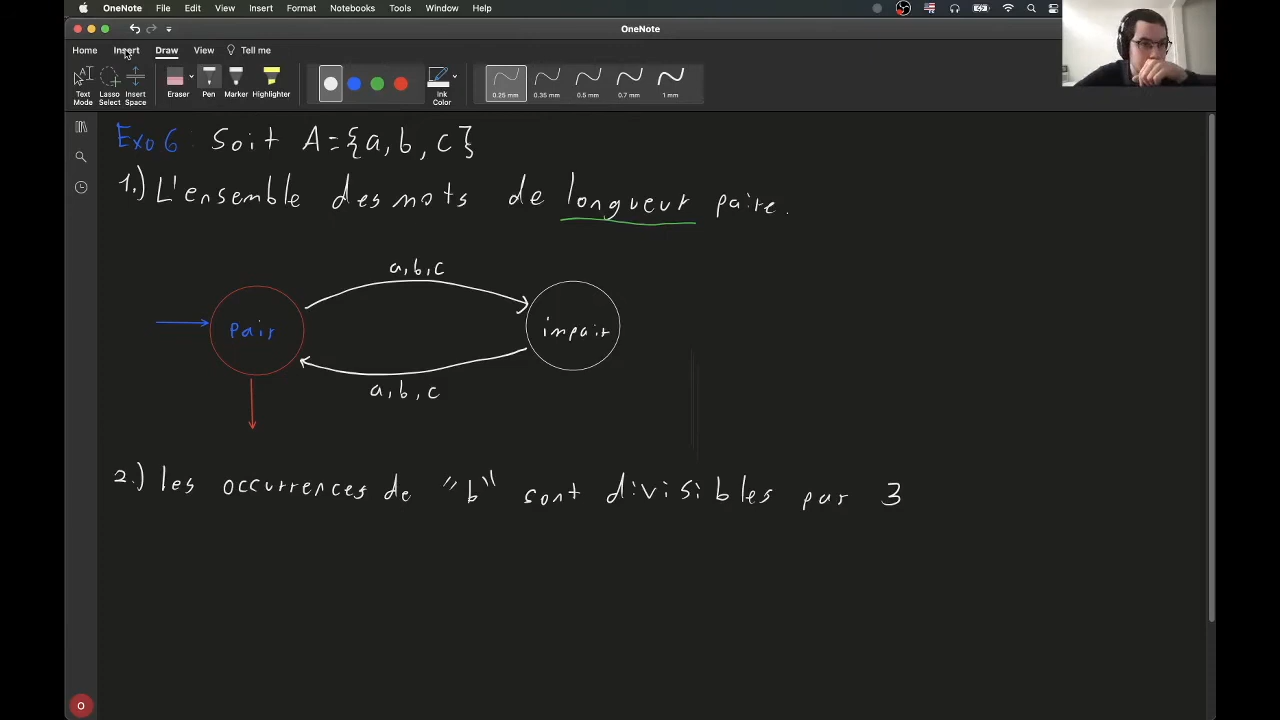 OneNote File Edit View Insert Format Notebooks Tools Window Help
OneNote
Home Insert Draw View Tell me
Text Mode Lasso Select Insert Space Eraser Pen Marker Highlighter Ink Color 0.25 mm 0.35 mm 0.5 mm 0.7 mm 1 mm
Exo 6 : Soit A={a, b, c}
1.) L'ensemble des mots de longueur paire.
a, b, c
pair
impair
a, b, c
2.) les occurrences de "b" sont divisibles par 3
O